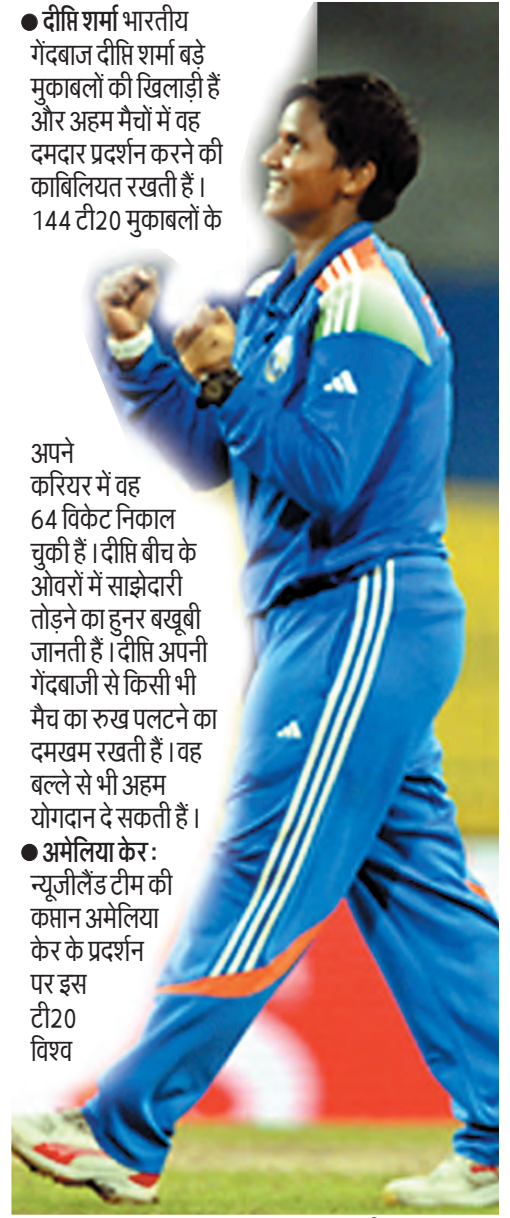 ● दीप्ति शर्मा भारतीय
गेंदबाज दीप्ति शर्मा बड़े
मुकाबलों की खिलाड़ी हैं
और अहम मैचों में वह
दमदार प्रदर्शन करने की
काबिलियत रखती हैं।
144 टी20 मुकाबलों के
अपने
करियर में वह
64 विकेट निकाल
चुकी हैं। दीप्ति बीच के
ओवरों में साझेदारी
तोड़ने का हुनर बखूबी
जानती हैं। दीप्ति अपनी
गेंदबाजी से किसी भी
मैच का रुख पलटने का
दमखम रखती हैं। वह
बल्ले से भी अहम
योगदान दे सकती हैं।
● अमेलिया केर :
न्यूजीलैंड टीम की
कप्तान अमेलिया
केर के प्रदर्शन
पर इस
टी20
विश्व